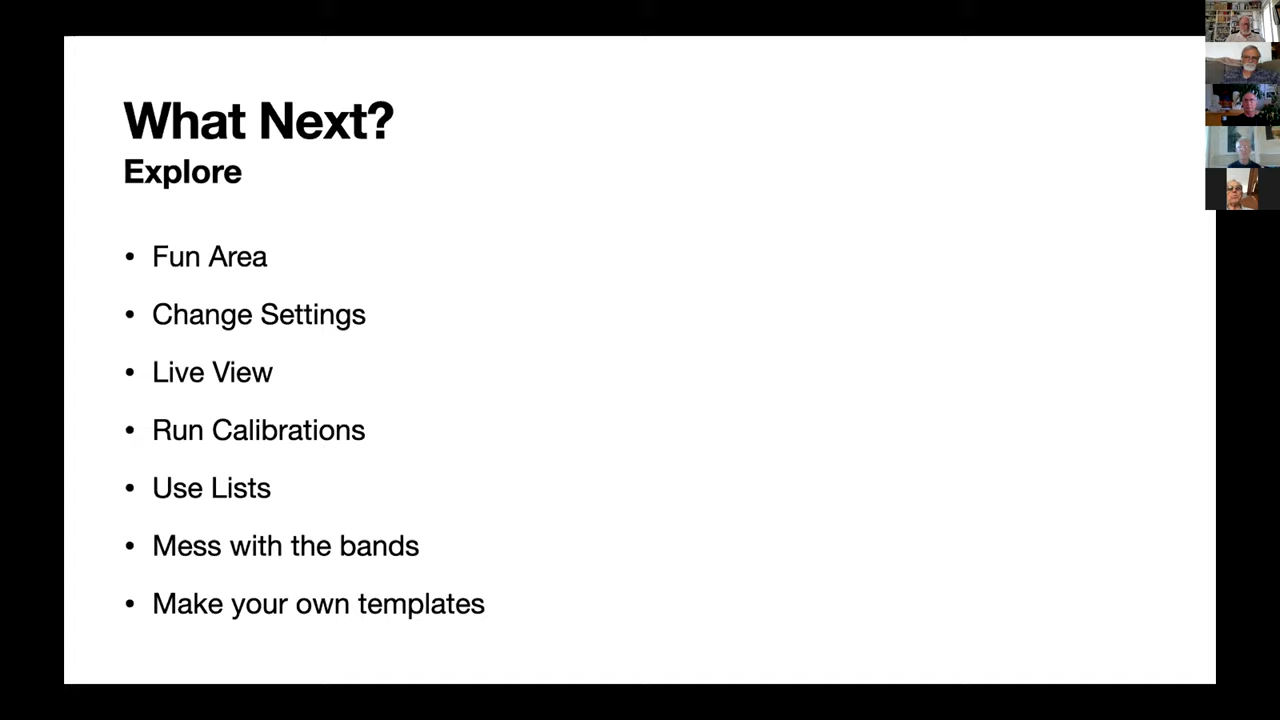 What Next?
Explore
• Fun Area
• Change Settings
• Live View
• Run Calibrations
• Use Lists
• Mess with the bands
• Make your own templates